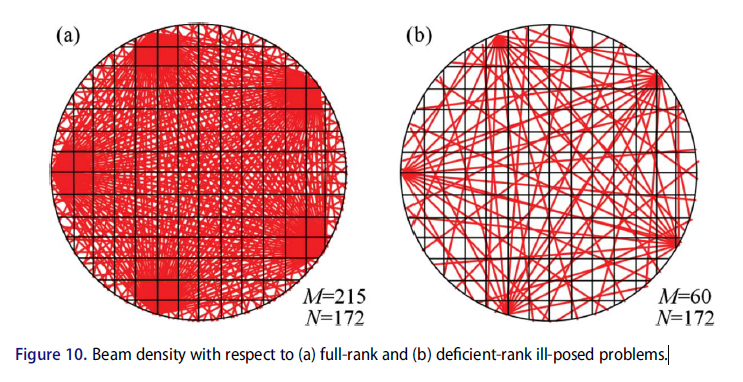 (a)
(b)
M=215
N=172
M=60
N=172
Figure 10. Beam density with respect to (a) full-rank and (b) deficient-rank ill-posed problems.